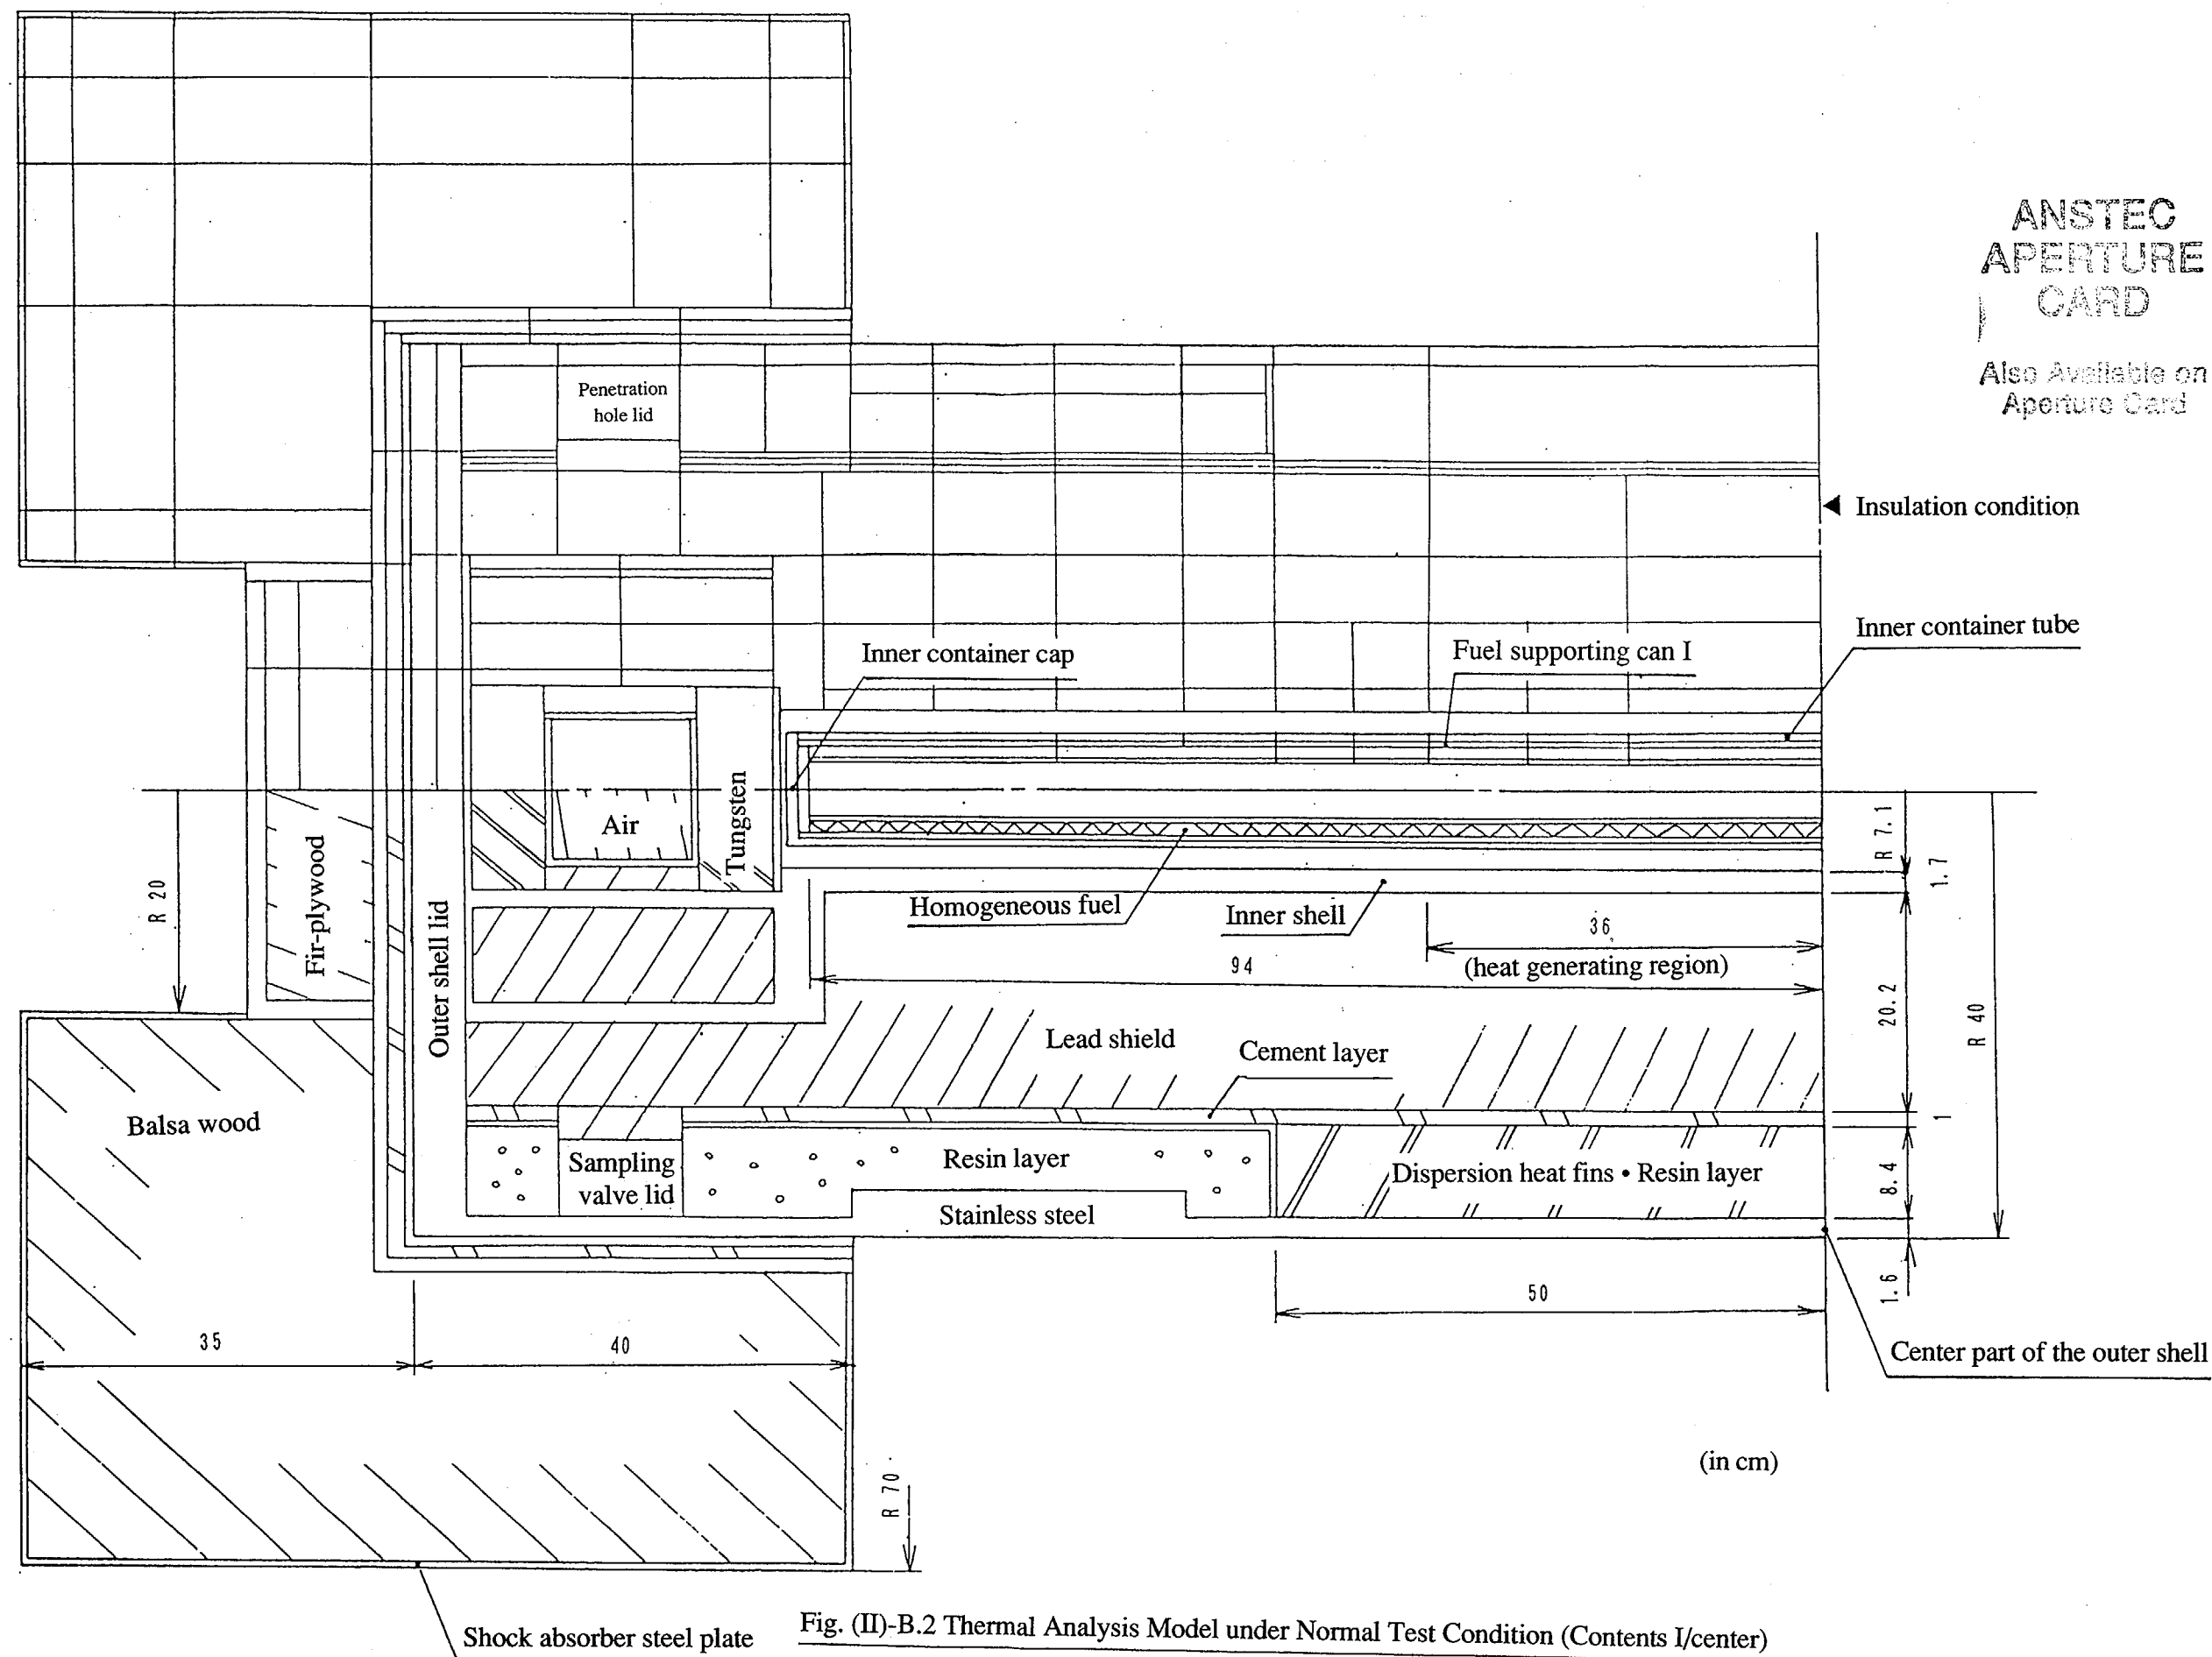 ANSTEC
APERTURE
CARD
Also Available on
Aperture Card
Penetration
hole lid
Insulation condition
Inner container tube
Inner container cap
Fuel supporting can I
Air
Tungsten
Fir-plywood
R 20
R 7.1
1.7
Homogeneous fuel
Inner shell
36
(heat generating region)
94
Outer shell lid
20.2
R 40
Lead shield
Cement layer
1
Balsa wood
Sampling
valve lid
Resin layer
Dispersion heat fins • Resin layer
8.4
Stainless steel
1.6
50
35
40
Center part of the outer shell
(in cm)
R 70
Shock absorber steel plate
Fig. (II)-B.2 Thermal Analysis Model under Normal Test Condition (Contents I/center)